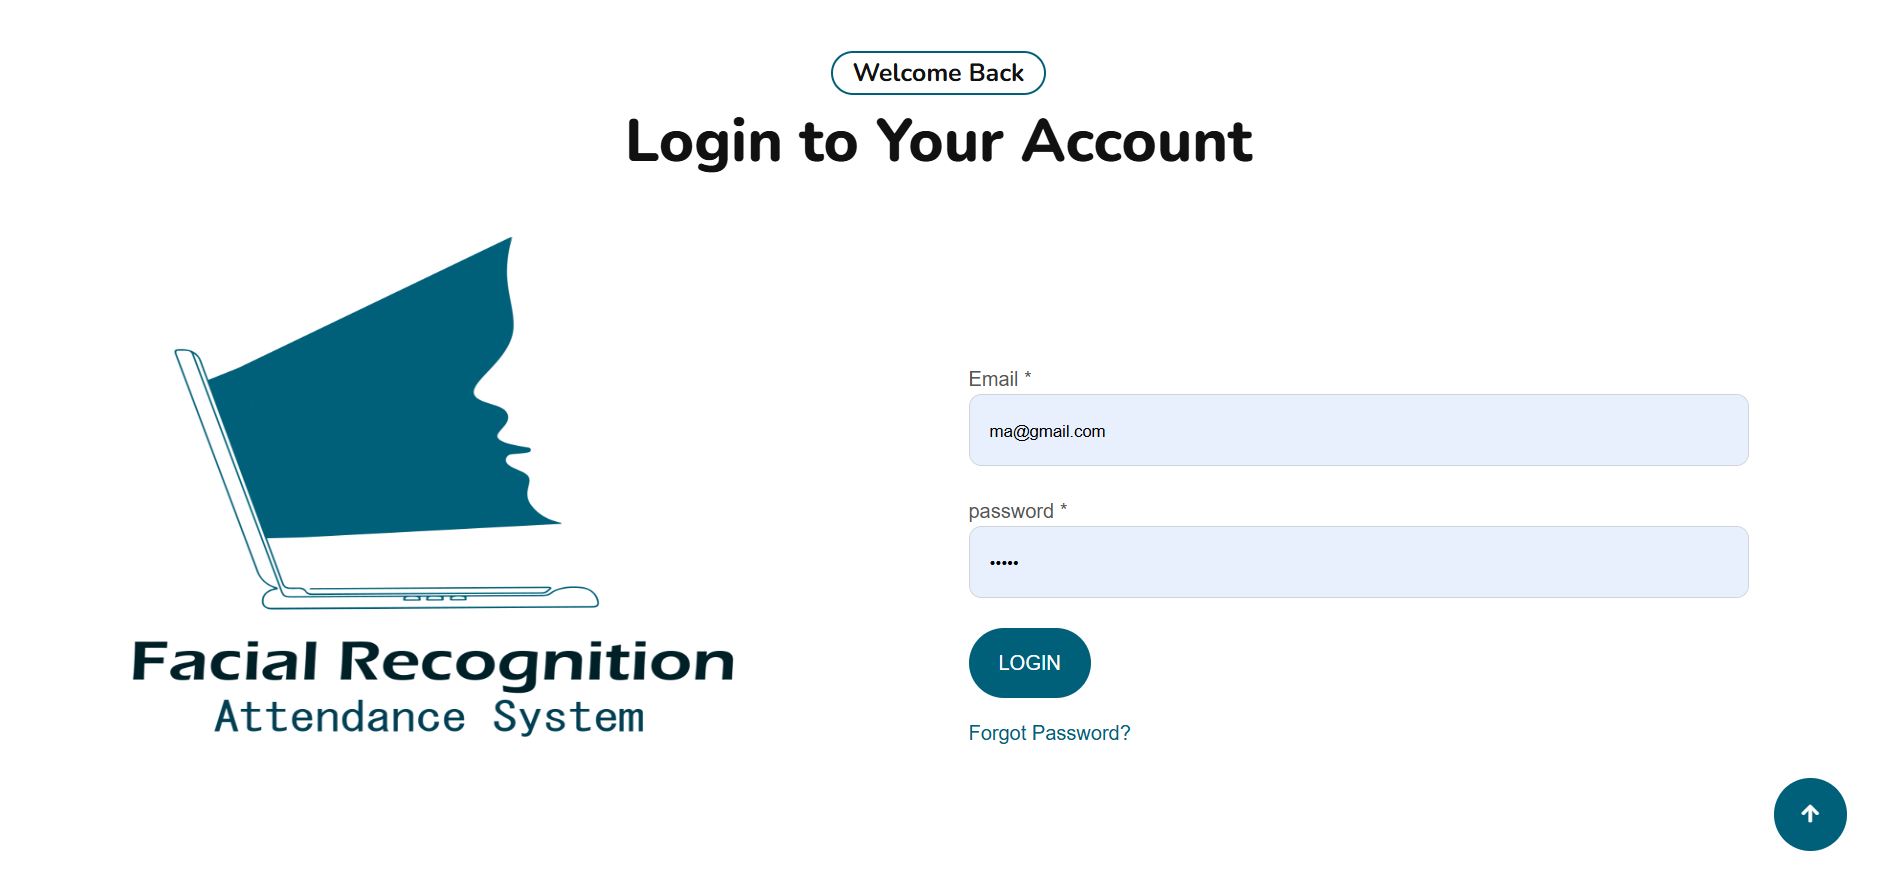 Welcome Back
Login to Your Account
Facial Recognition
Attendance System
Email *
ma@gmail.com
password *
•••••
LOGIN
Forgot Password?